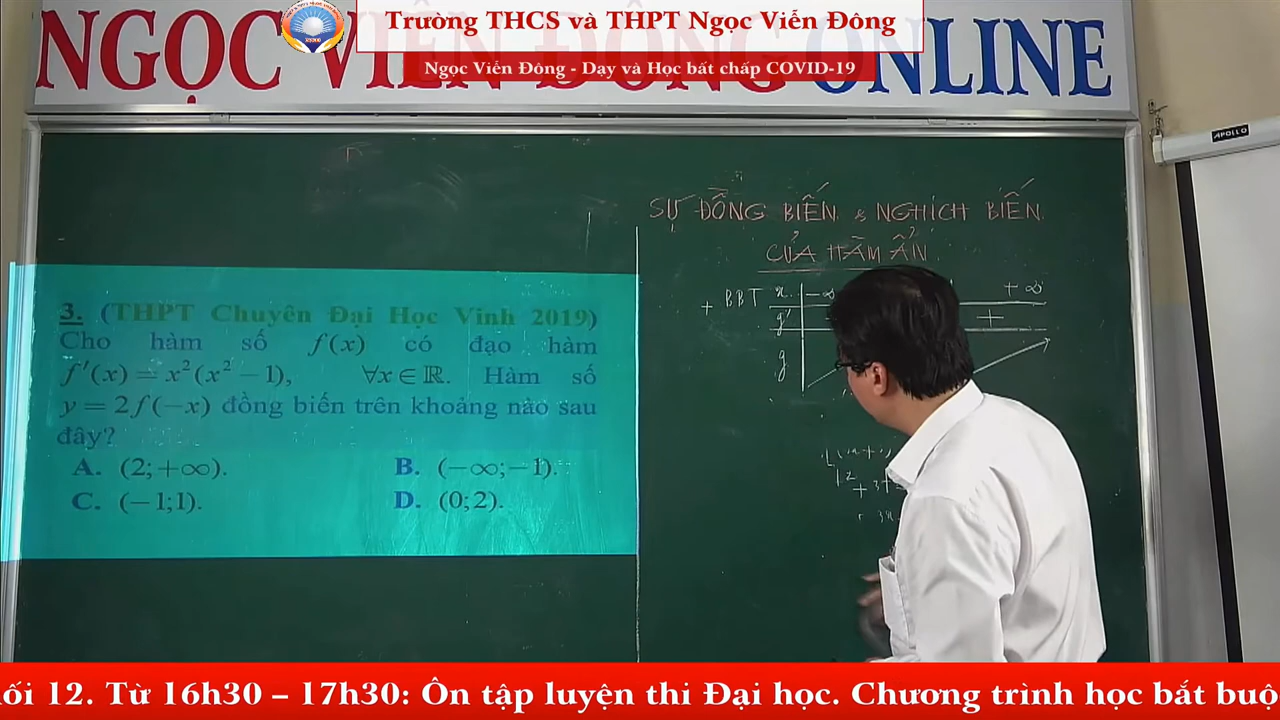 Trường THCS và THPT Ngọc Viễn Đông
NGỌC VIỄN ĐÔNG ONLINE
Ngọc Viễn Đông - Dạy và Học bất chấp COVID-19
APOLLO
SỰ ĐỒNG BIẾN & NGHỊCH BIẾN
CỦA HÀM ẨN
+ BBT x -∞ +∞
g' +
g
3. (THPT Chuyên Đại Học Vinh 2019)
Cho hàm số f(x) có đạo hàm
f′(x) = x²(x² − 1), ∀x ∈ ℝ. Hàm số
y = 2f(−x) đồng biến trên khoảng nào sau
đây?
A. (2;+∞). B. (−∞;−1).
C. (−1;1). D. (0;2).
12. Từ 16h30 – 17h30: Ôn tập luyện thi Đại học. Chương trình học bắt